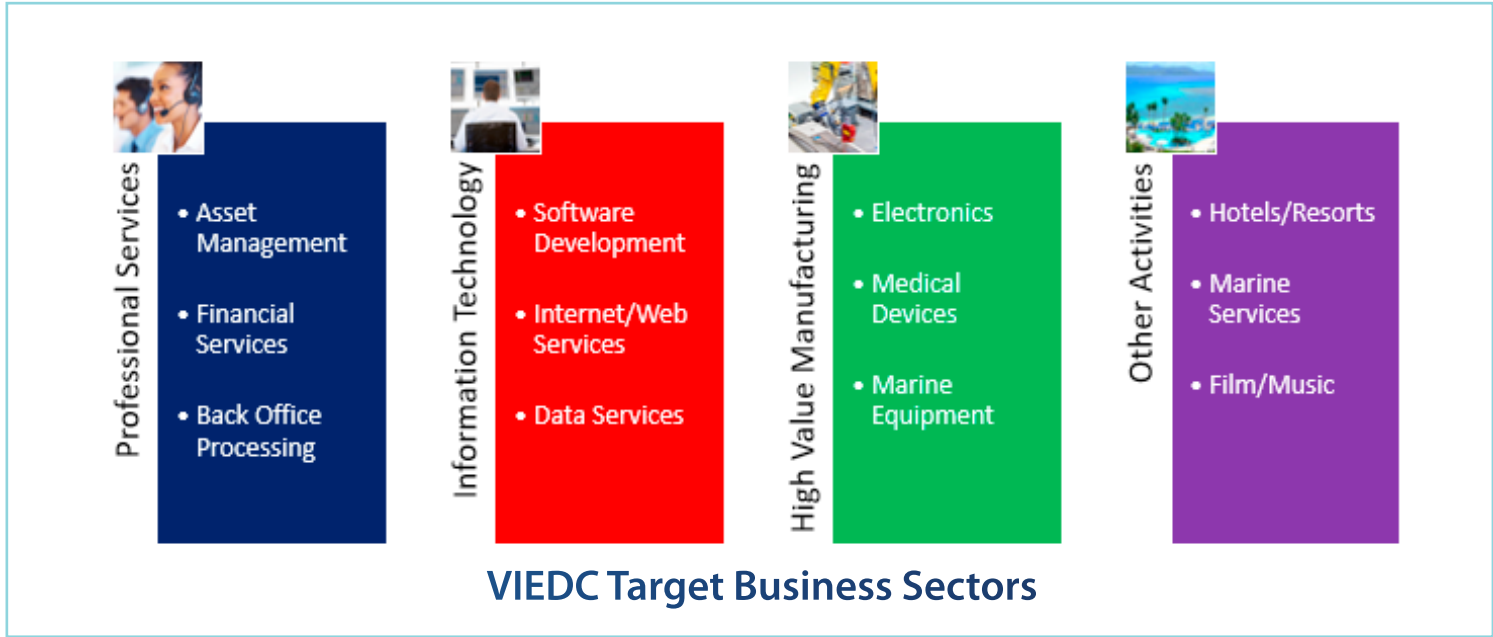 Professional Services
• Asset
Management
• Financial
Services
• Back Office
Processing
Information Technology
• Software
Development
• Internet/Web
Services
• Data Services
High Value Manufacturing
• Electronics
• Medical
Devices
• Marine
Equipment
Other Activities
• Hotels/Resorts
• Marine
Services
• Film/Music
VIEDC Target Business Sectors